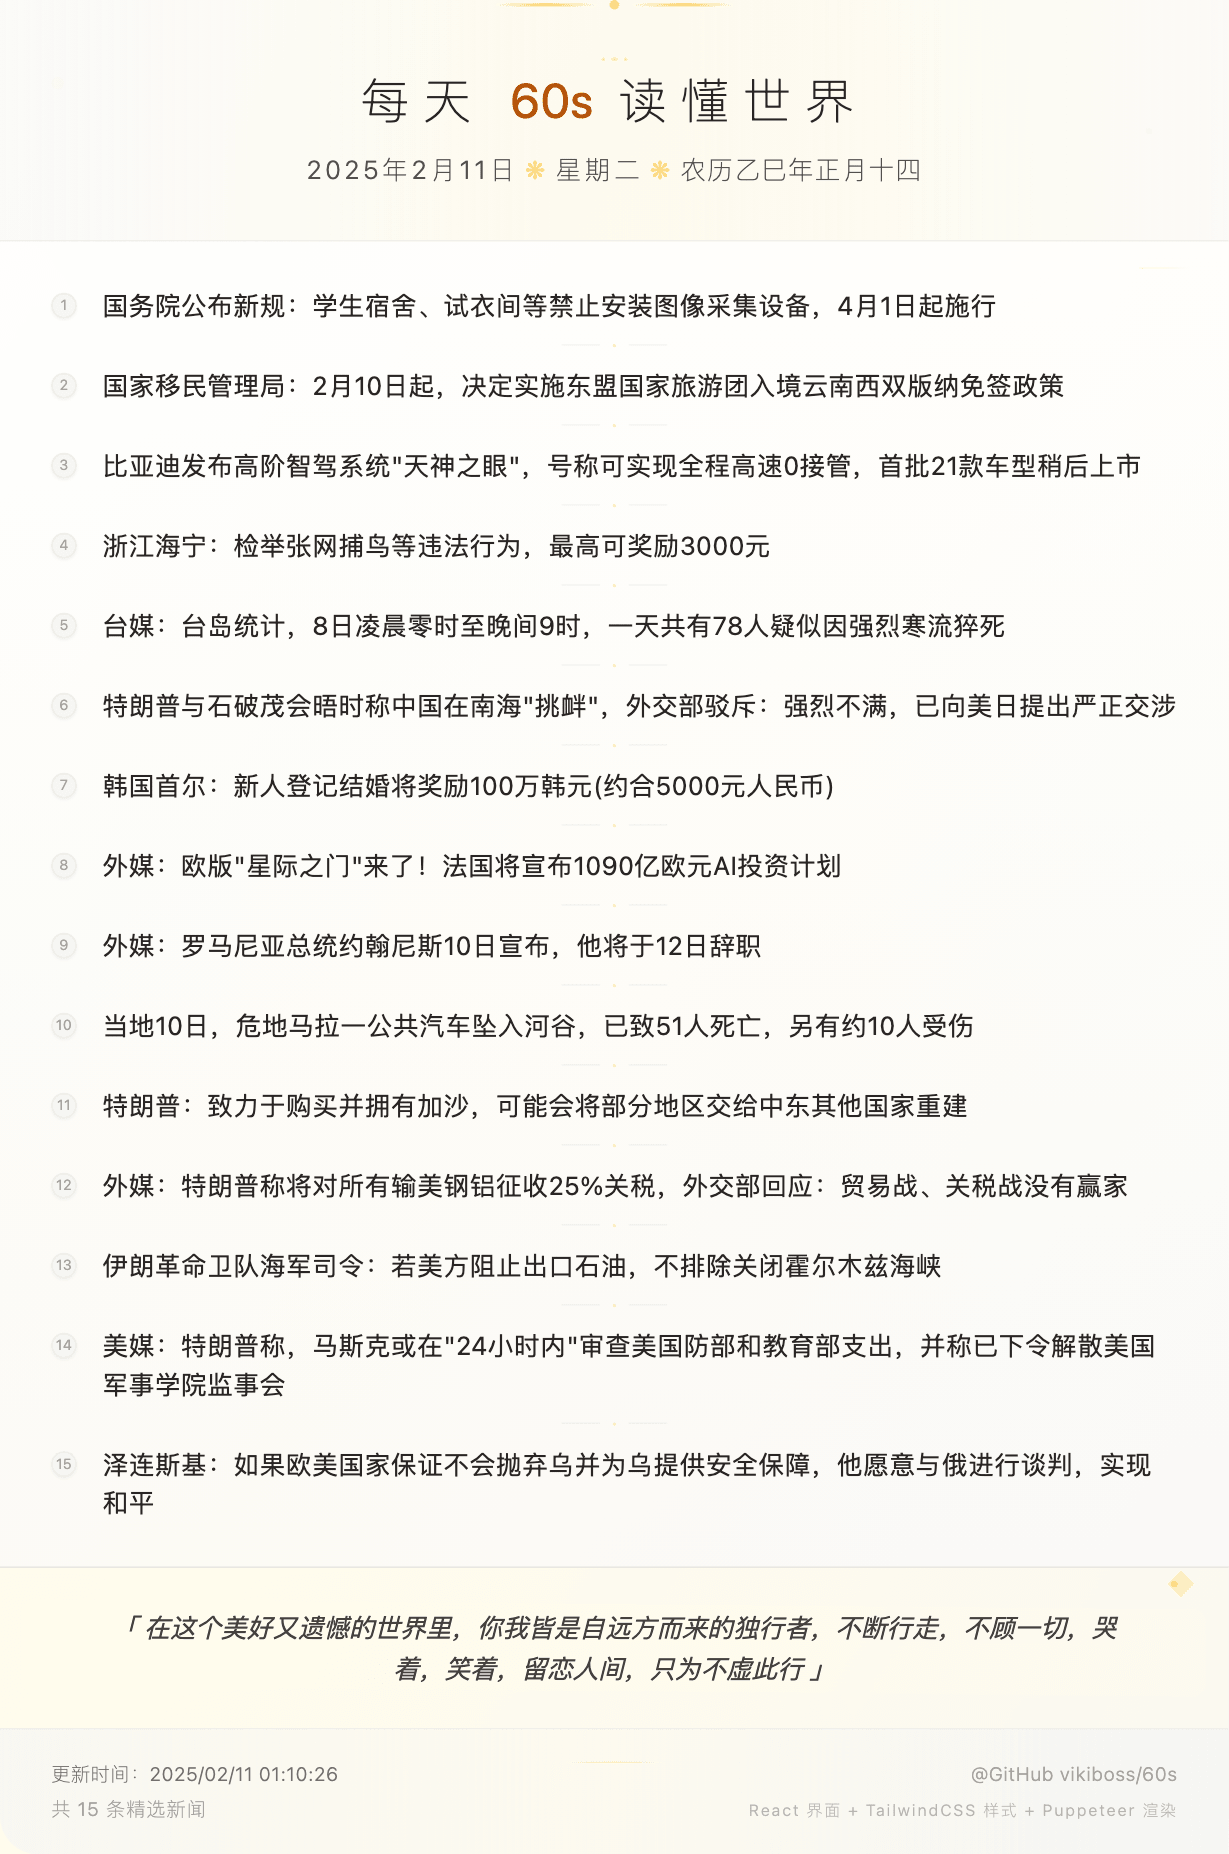 每天 60s 读懂世界
2025年2月11日 ❋ 星期二 ❋ 农历乙巳年正月十四
1 国务院公布新规：学生宿舍、试衣间等禁止安装图像采集设备，4月1日起施行
2 国家移民管理局：2月10日起，决定实施东盟国家旅游团入境云南西双版纳免签政策
3 比亚迪发布高阶智驾系统"天神之眼"，号称可实现全程高速0接管，首批21款车型稍后上市
4 浙江海宁：检举张网捕鸟等违法行为，最高可奖励3000元
5 台媒：台岛统计，8日凌晨零时至晚间9时，一天共有78人疑似因强烈寒流猝死
6 特朗普与石破茂会晤时称中国在南海"挑衅"，外交部驳斥：强烈不满，已向美日提出严正交涉
7 韩国首尔：新人登记结婚将奖励100万韩元(约合5000元人民币)
8 外媒：欧版"星际之门"来了！法国将宣布1090亿欧元AI投资计划
9 外媒：罗马尼亚总统约翰尼斯10日宣布，他将于12日辞职
10 当地10日，危地马拉一公共汽车坠入河谷，已致51人死亡，另有约10人受伤
11 特朗普：致力于购买并拥有加沙，可能会将部分地区交给中东其他国家重建
12 外媒：特朗普称将对所有输美钢铝征收25%关税，外交部回应：贸易战、关税战没有赢家
13 伊朗革命卫队海军司令：若美方阻止出口石油，不排除关闭霍尔木兹海峡
14 美媒：特朗普称，马斯克或在"24小时内"审查美国防部和教育部支出，并称已下令解散美国
军事学院监事会
15 泽连斯基：如果欧美国家保证不会抛弃乌并为乌提供安全保障，他愿意与俄进行谈判，实现
和平
「在这个美好又遗憾的世界里，你我皆是自远方而来的独行者，不断行走，不顾一切，哭
着，笑着，留恋人间，只为不虚此行」
更新时间：2025/02/11 01:10:26
共 15 条精选新闻
@GitHub vikiboss/60s
React 界面 + TailwindCSS 样式 + Puppeteer 渲染